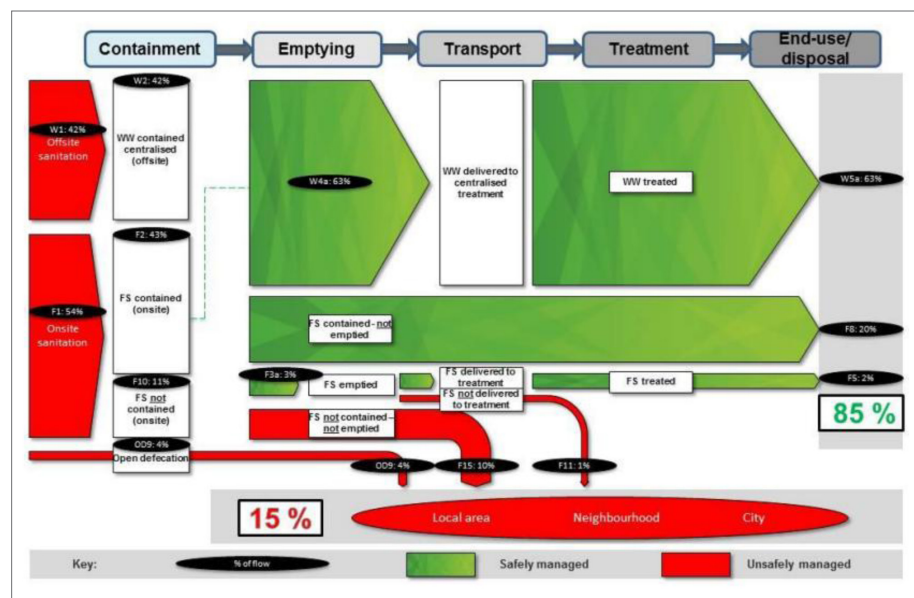 Containment
Emptying
Transport
Treatment
End-use/
disposal
W2: 42%
W1: 42%
Offsite
sanitation
WW contained
centralised
(offsite)
W4a: 63%
WW delivered to
centralised
treatment
WW treated
W5a: 63%
F2: 43%
FS contained
(onsite)
F1: 54%
Onsite
sanitation
FS contained - not
emptied
F8: 20%
F10: 11%
FS not
contained
(onsite)
F3a: 3%
FS emptied
FS delivered to
treatment
FS not delivered
to treatment
FS treated
F5: 2%
85 %
FS not contained –
not emptied
OD9: 4%
Open defecation
OD9: 4%
F15: 10%
F11: 1%
15 %
Local area
Neighbourhood
City
Key:
% of flow
Safely managed
Unsafely managed